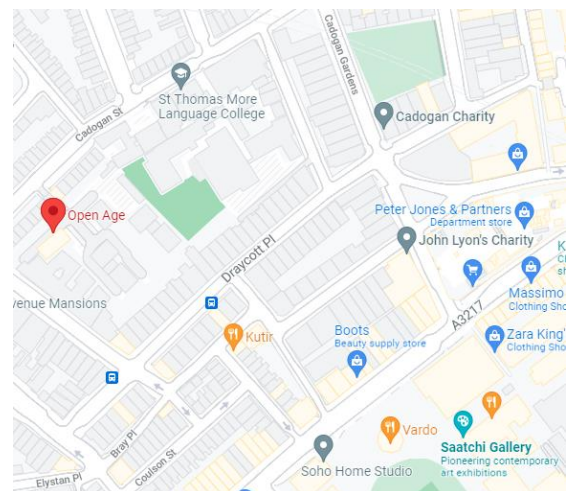 Cadogan Gardens
St Thomas More
Language College
Cadogan St
Cadogan Charity
Open Age
Peter Jones & Partners
Department store
John Lyon's Charity
Draycott Pl
K
Cl
sh
venue Mansions
Massimo
Clothing Sho
A3217
Kutir
Boots
Beauty supply store
Zara King'
Clothing Sho
Bray Pl
Vardo
Saatchi Gallery
Pioneering contemporary
art exhibitions
Coulson St
Soho Home Studio
Elystan Pl